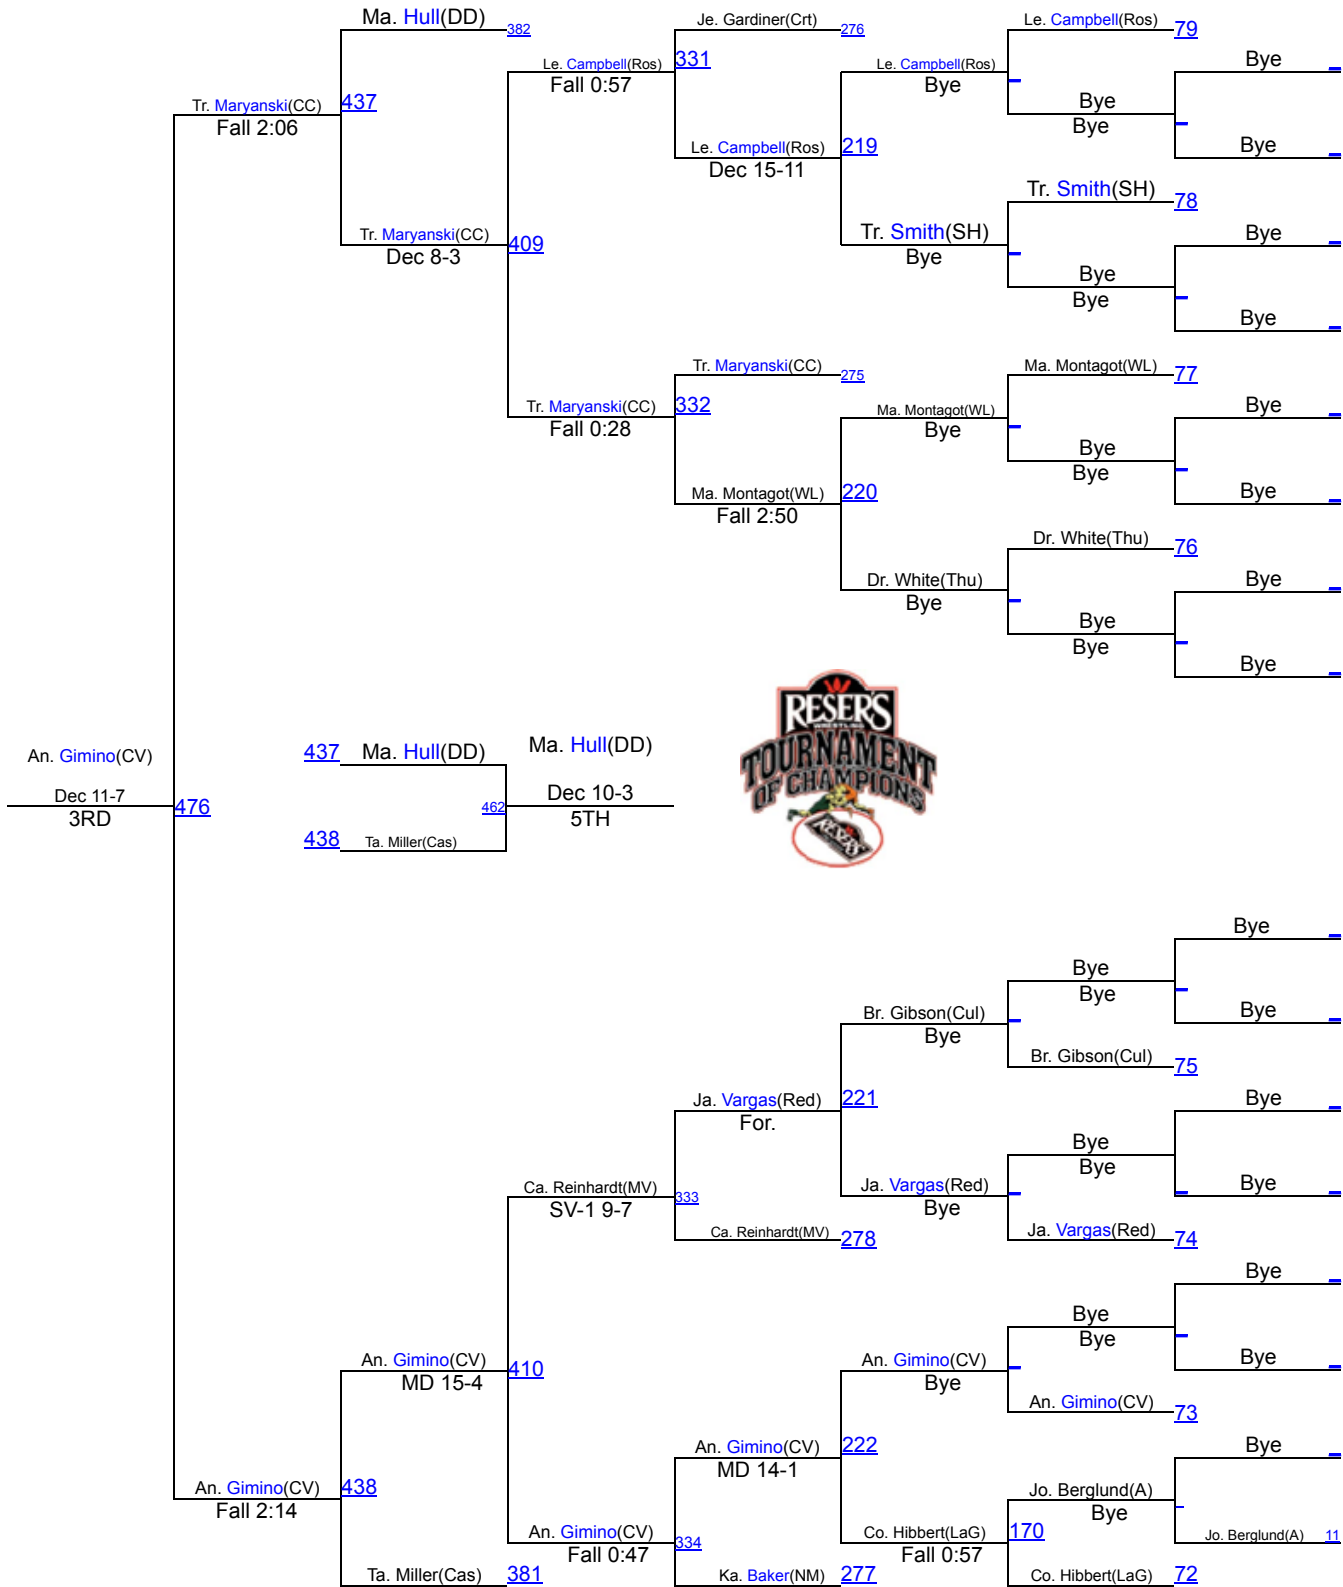 Ma. Hull(DD)
382
Je. Gardiner(Crt)
276
Le. Campbell(Ros)
79
Bye
Le. Campbell(Ros)
331
Fall 0:57
Le. Campbell(Ros)
Bye
Tr. Maryanski(CC)
437
Fall 2:06
Bye
Bye
Bye
Le. Campbell(Ros)
219
Dec 15-11
Tr. Smith(SH)
78
Tr. Maryanski(CC)
409
Dec 8-3
Tr. Smith(SH)
Bye
Bye
Bye
Bye
Bye
Tr. Maryanski(CC)
275
Ma. Montagot(WL)
77
Tr. Maryanski(CC)
332
Fall 0:28
Ma. Montagot(WL)
Bye
Bye
Bye
Bye
Ma. Montagot(WL)
220
Fall 2:50
Bye
Dr. White(Thu)
76
Dr. White(Thu)
Bye
Bye
Bye
Bye
Bye
RESER'S
WRESTLING
TOURNAMENT
OF CHAMPIONS
RESER'S
An. Gimino(CV)
Dec 11-7
3RD
476
437
Ma. Hull(DD)
Ma. Hull(DD)
462
Dec 10-3
5TH
438
Ta. Miller(Cas)
Bye
Bye
Bye
Br. Gibson(Cul)
Bye
Bye
Br. Gibson(Cul)
75
Ja. Vargas(Red)
221
For.
Bye
Bye
Bye
Ca. Reinhardt(MV)
333
SV-1 9-7
Ja. Vargas(Red)
Bye
Bye
Ca. Reinhardt(MV)
278
Ja. Vargas(Red)
74
Bye
Bye
Bye
An. Gimino(CV)
410
MD 15-4
An. Gimino(CV)
Bye
Bye
An. Gimino(CV)
73
An. Gimino(CV)
222
MD 14-1
Bye
An. Gimino(CV)
438
Fall 2:14
Jo. Berglund(A)
Bye
An. Gimino(CV)
334
Fall 0:47
Co. Hibbert(LaG)
170
Fall 0:57
Jo. Berglund(A)
11
Ta. Miller(Cas)
381
Ka. Baker(NM)
277
Co. Hibbert(LaG)
72